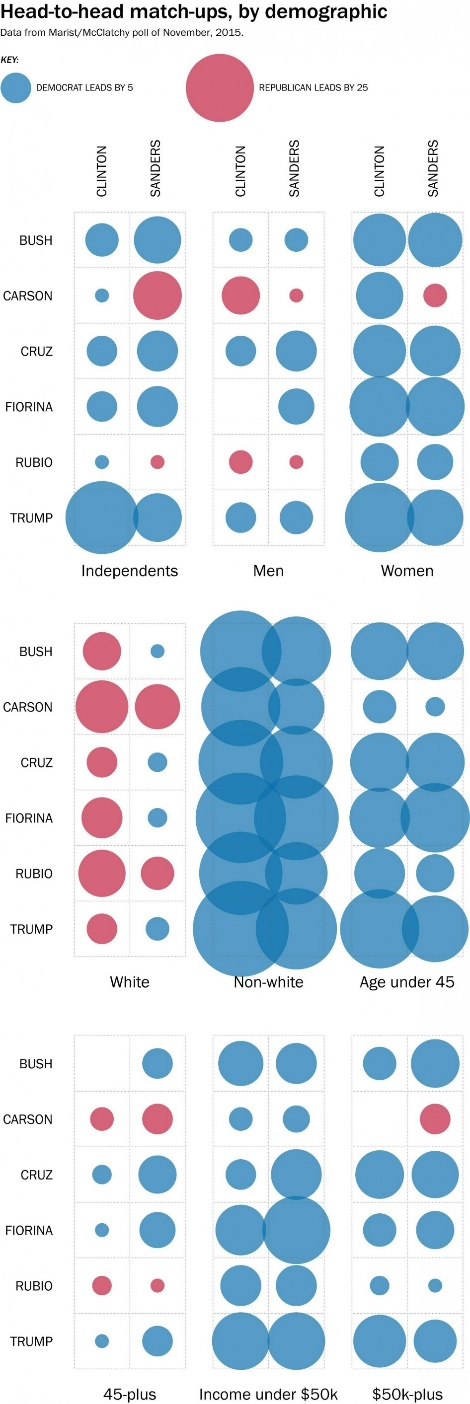 Head-to-head match-ups, by demographic
Data from Marist/McClatchy poll of November, 2015.
KEY:
DEMOCRAT LEADS BY 5 REPUBLICAN LEADS BY 25
CLINTON SANDERS CLINTON SANDERS CLINTON SANDERS
BUSH
CARSON
CRUZ
FIORINA
RUBIO
TRUMP
Independents Men Women
BUSH
CARSON
CRUZ
FIORINA
RUBIO
TRUMP
White Non-white Age under 45
BUSH
CARSON
CRUZ
FIORINA
RUBIO
TRUMP
45-plus Income under $50k $50k-plus